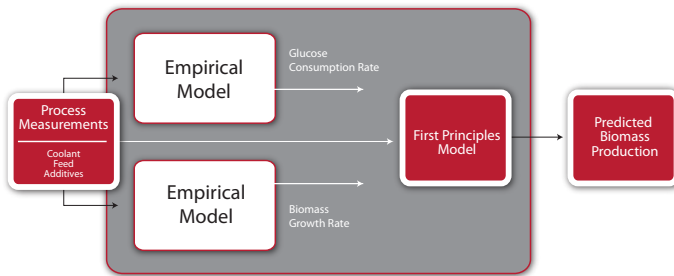 Process
Measurements
Coolant
Feed
Additives
Empirical
Model
Glucose
Consumption Rate
Empirical
Model
Biomass
Growth Rate
First Principles
Model
Predicted
Biomass
Production